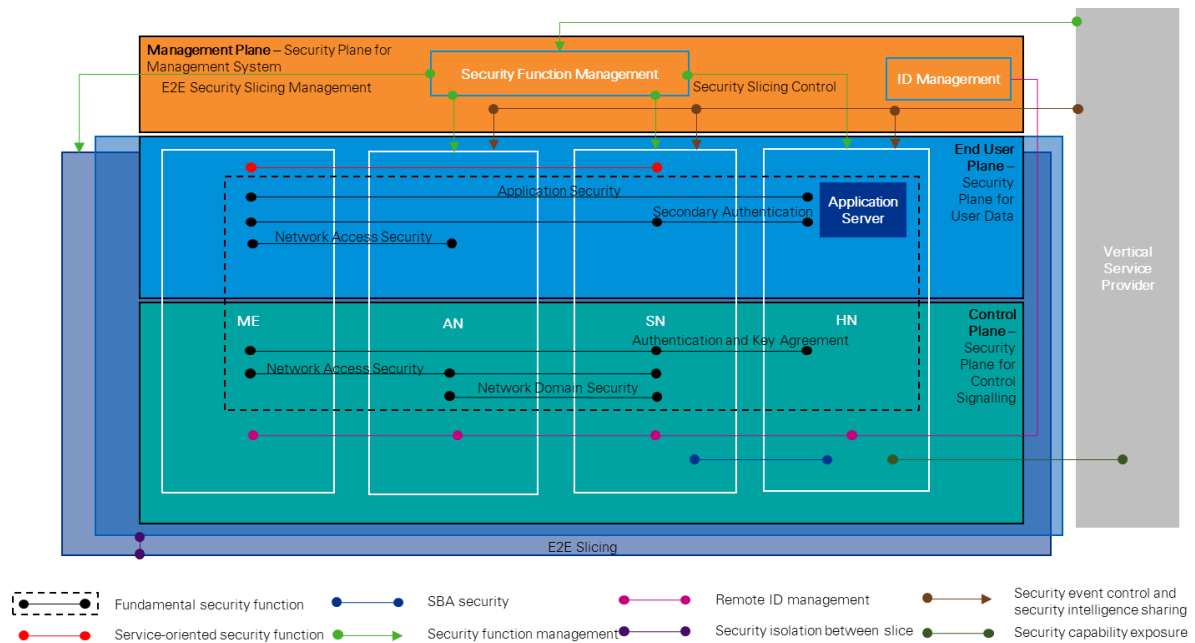 Management Plane – Security Plane for
Management System
E2E Security Slicing Management
Security Function Management
Security Slicing Control
ID Management
End User
Plane –
Security
Plane for
User Data
Application Security
Secondary Authentication
Application
Server
Network Access Security
Vertical
Service
Provider
ME
AN
SN
HN
Control
Plane –
Security
Plane for
Control
Signalling
Authentication and Key Agreement
Network Access Security
Network Domain Security
E2E Slicing
Fundamental security function
SBA security
Remote ID management
Security event control and
security intelligence sharing
Service-oriented security function
Security function management
Security isolation between slice
Security capability exposure